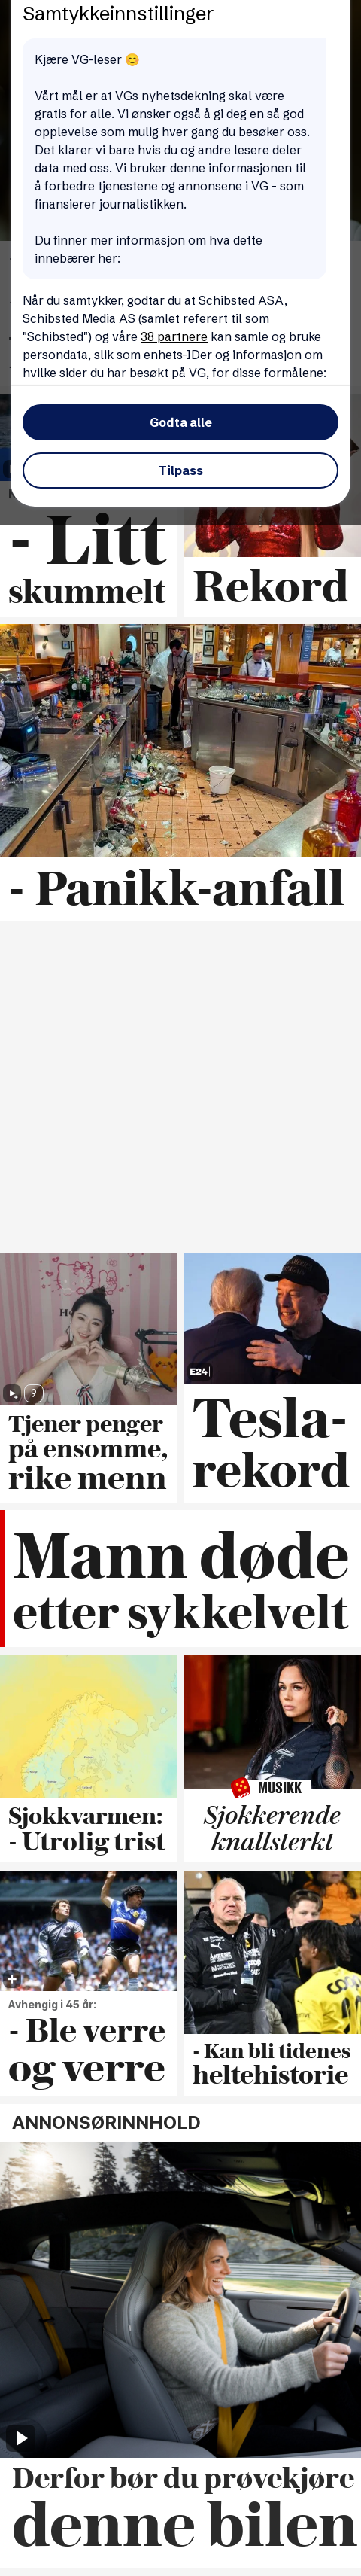 Samtykkeinnstillinger
Kjære VG-leser 😊
Vårt mål er at VGs nyhetsdekning skal være
gratis for alle. Vi ønsker også å gi deg en så god
opplevelse som mulig hver gang du besøker oss.
Det klarer vi bare hvis du og andre lesere deler
data med oss. Vi bruker denne informasjonen til
å forbedre tjenestene og annonsene i VG - som
finansierer journalistikken.
Du finner mer informasjon om hva dette
innebærer her:
Når du samtykker, godtar du at Schibsted ASA,
Schibsted Media AS (samlet referert til som
"Schibsted") og våre 38 partnere kan samle og bruke
persondata, slik som enhets-IDer og informasjon om
hvilke sider du har besøkt på VG, for disse formålene:
Godta alle
Tilpass
- Litt
skummelt
Rekord
- Panikk-anfall
9
Tjener penger
på ensomme,
rike menn
E24
Tesla-
rekord
Mann døde
etter sykkelvelt
Sjokkvarmen:
- Utrolig trist
MUSIKK
Sjokkerende
knallsterkt
Avhengig i 45 år:
- Ble verre
og verre
- Kan bli tidenes
heltehistorie
ANNONSØRINNHOLD
Derfor bør du prøvekjøre
denne bilen